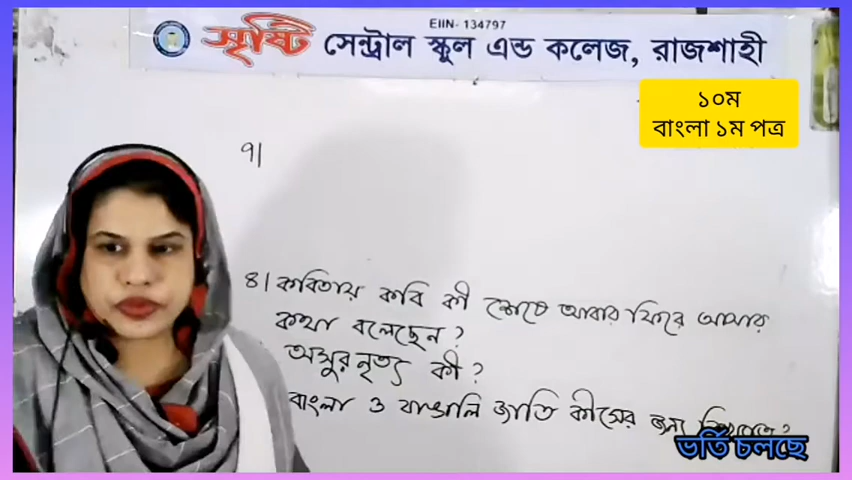 EIIN- 134797
সৃষ্টি সেন্ট্রাল স্কুল এন্ড কলেজ, রাজশাহী
১০ম
বাংলা ১ম পত্র
৭।
৪। কবিতায় কবি কী আবার ফিরে আসার
কথা বলেছেন?
অসুর নৃত্য কী?
বাংলা ও বাঙালি জাতি কীসের জন্য
ভর্তি চলছে